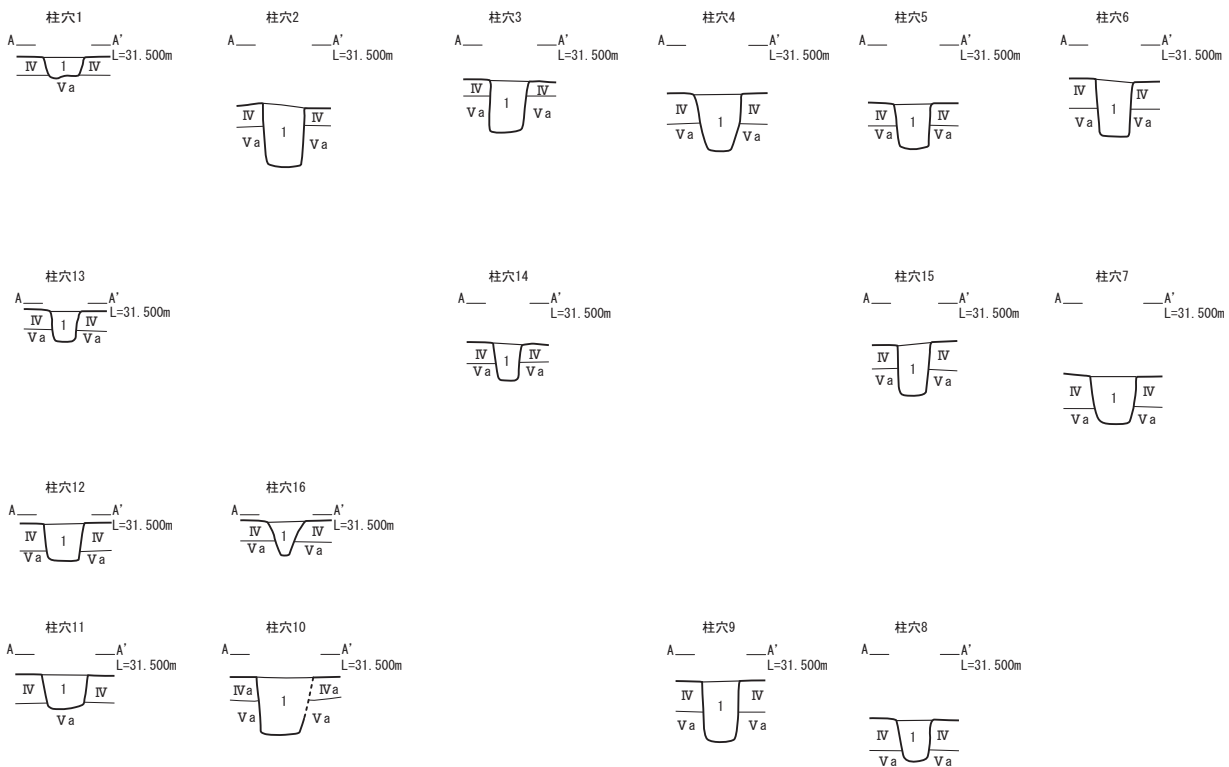 柱穴1
A A'
L=31.500m
Ⅳ 1 Ⅳ
Ⅴa
柱穴2
A A'
L=31.500m
Ⅳ 1 Ⅳ
Ⅴa Ⅴa
柱穴3
A A'
L=31.500m
Ⅳ 1 Ⅳ
Ⅴa Ⅴa
柱穴4
A A'
L=31.500m
Ⅳ 1 Ⅳ
Ⅴa Ⅴa
柱穴5
A A'
L=31.500m
Ⅳ 1 Ⅳ
Ⅴa Ⅴa
柱穴6
A A'
L=31.500m
Ⅳ 1 Ⅳ
Ⅴa Ⅴa
柱穴13
A A'
L=31.500m
Ⅳ 1 Ⅳ
Ⅴa Ⅴa
柱穴14
A A'
L=31.500m
Ⅳ 1 Ⅳ
Ⅴa Ⅴa
柱穴15
A A'
L=31.500m
Ⅳ 1 Ⅳ
Ⅴa Ⅴa
柱穴7
A A'
L=31.500m
Ⅳ 1 Ⅳ
Ⅴa Ⅴa
柱穴12
A A'
L=31.500m
Ⅳ 1 Ⅳ
Ⅴa Ⅴa
柱穴16
A A'
L=31.500m
Ⅳ 1 Ⅳ
Ⅴa Ⅴa
柱穴11
A A'
L=31.500m
Ⅳ 1 Ⅳ
Ⅴa
柱穴10
A A'
L=31.500m
Ⅳa 1 Ⅳa
Ⅴa Ⅴa
柱穴9
A A'
L=31.500m
Ⅳ 1 Ⅳ
Ⅴa Ⅴa
柱穴8
A A'
L=31.500m
Ⅳ 1 Ⅳ
Ⅴa Ⅴa